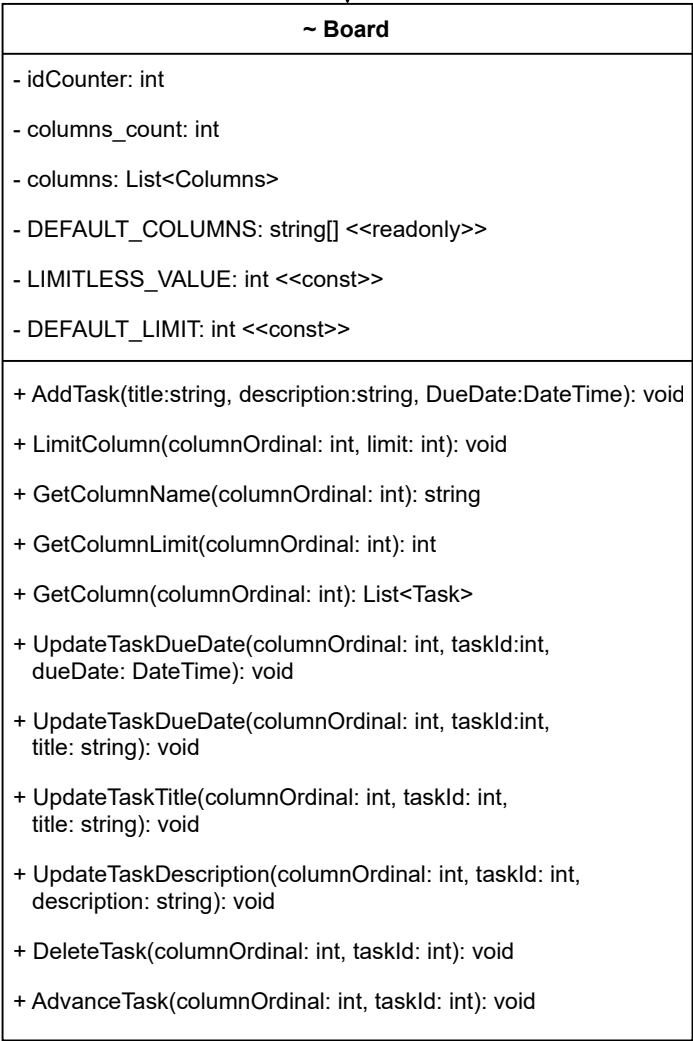 ~ Board
- idCounter: int
- columns_count: int
- columns: List<Columns>
- DEFAULT_COLUMNS: string[] <<readonly>>
- LIMITLESS_VALUE: int <<const>>
- DEFAULT_LIMIT: int <<const>>
+ AddTask(title:string, description:string, DueDate:DateTime): void
+ LimitColumn(columnOrdinal: int, limit: int): void
+ GetColumnName(columnOrdinal: int): string
+ GetColumnLimit(columnOrdinal: int): int
+ GetColumn(columnOrdinal: int): List<Task>
+ UpdateTaskDueDate(columnOrdinal: int, taskId:int,
dueDate: DateTime): void
+ UpdateTaskDueDate(columnOrdinal: int, taskId:int,
title: string): void
+ UpdateTaskTitle(columnOrdinal: int, taskId: int,
title: string): void
+ UpdateTaskDescription(columnOrdinal: int, taskId: int,
description: string): void
+ DeleteTask(columnOrdinal: int, taskId: int): void
+ AdvanceTask(columnOrdinal: int, taskId: int): void